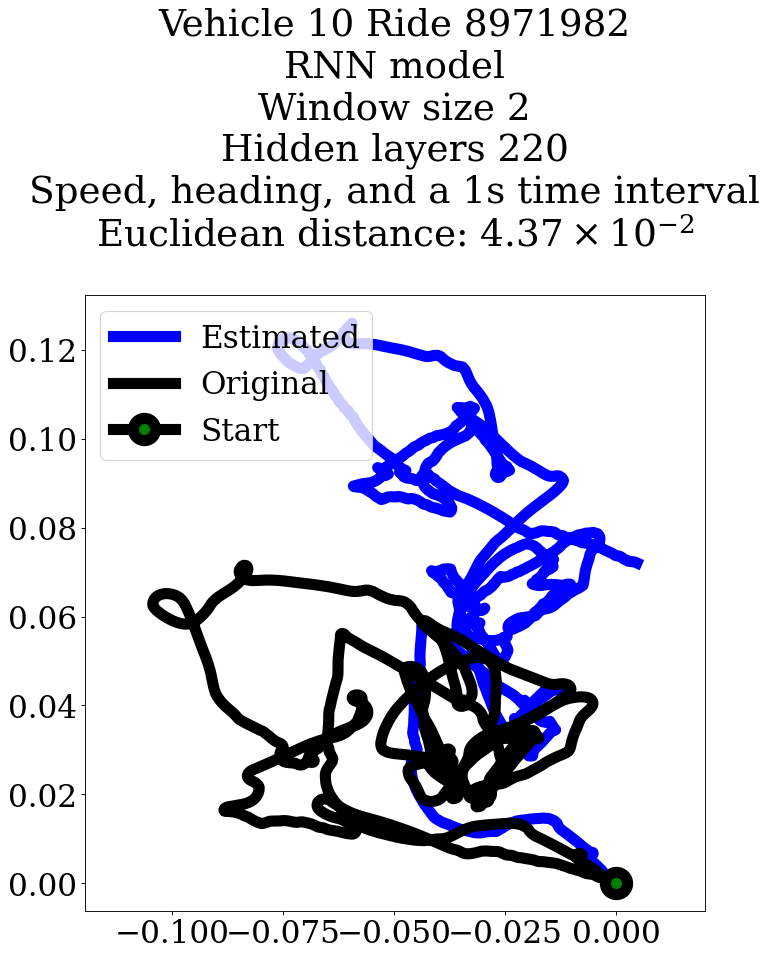 Vehicle 10 Ride 8971982
RNN model
Window size 2
Hidden layers 220
Speed, heading, and a 1s time interval
Euclidean distance: 4.37 × 10⁻²
Estimated
Original
Start
0.12
0.10
0.08
0.06
0.04
0.02
0.00
−0.100 −0.075 −0.050 −0.025 0.000